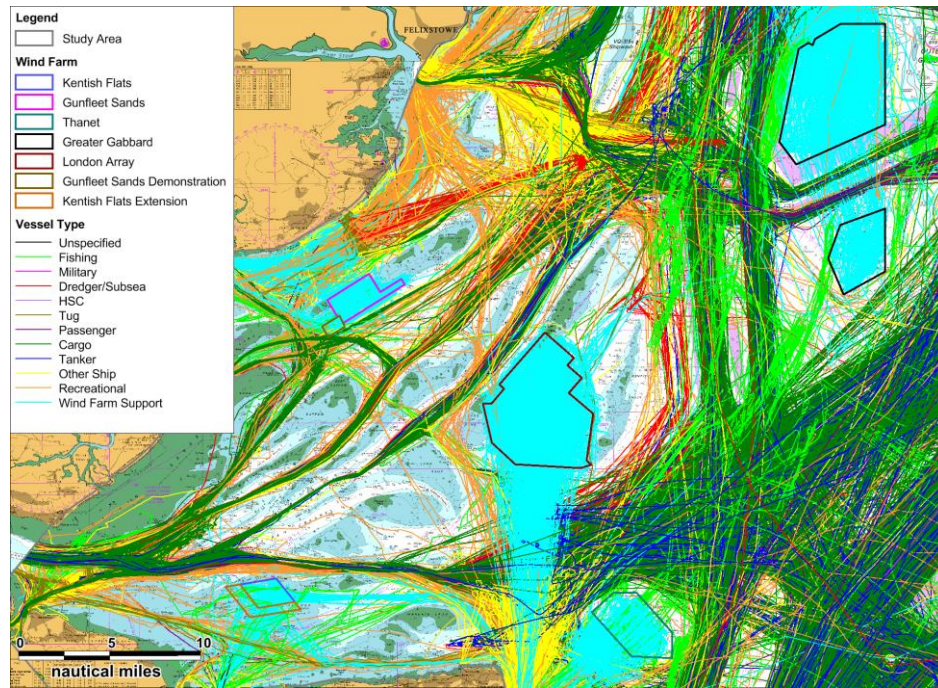 Legend
Study Area
Wind Farm
Kentish Flats
Gunfleet Sands
Thanet
Greater Gabbard
London Array
Gunfleet Sands Demonstration
Kentish Flats Extension
Vessel Type
Unspecified
Fishing
Military
Dredger/Subsea
HSC
Tug
Passenger
Cargo
Tanker
Other Ship
Recreational
Wind Farm Support
FELIXSTOWE
0 5 10
nautical miles